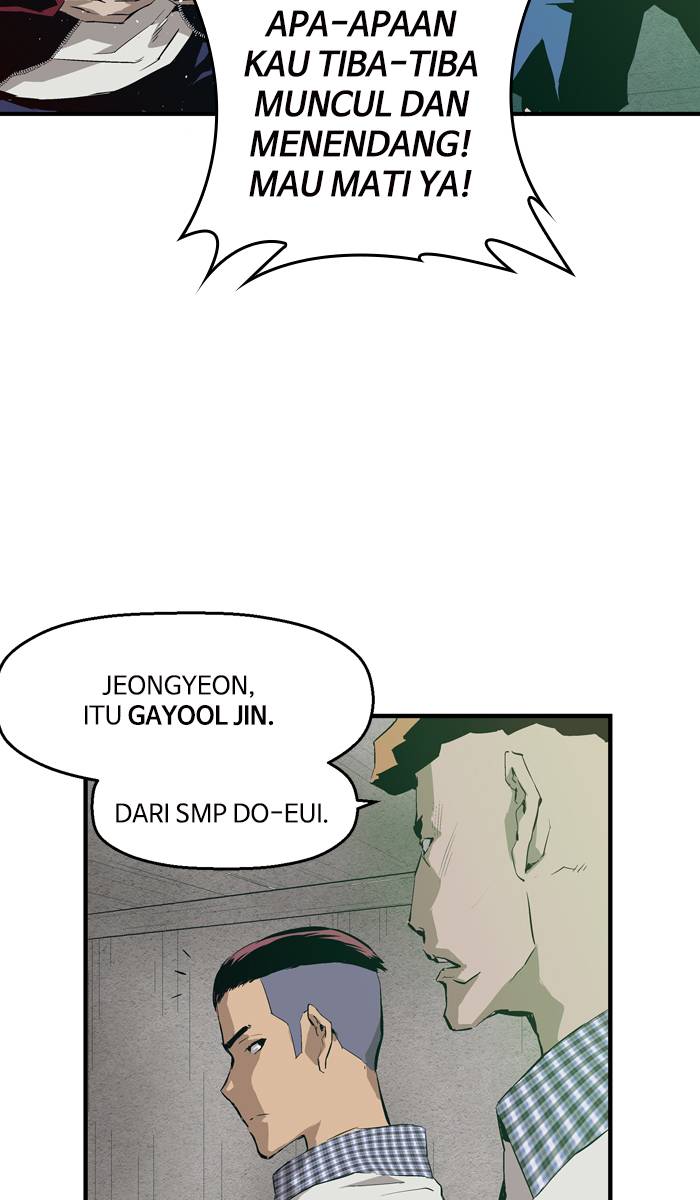 APA-APAAN
KAU TIBA-TIBA
MUNCUL DAN
MENENDANG!
MAU MATI YA!
JEONGYEON,
ITU GAYOOL JIN.
DARI SMP DO-EUI.